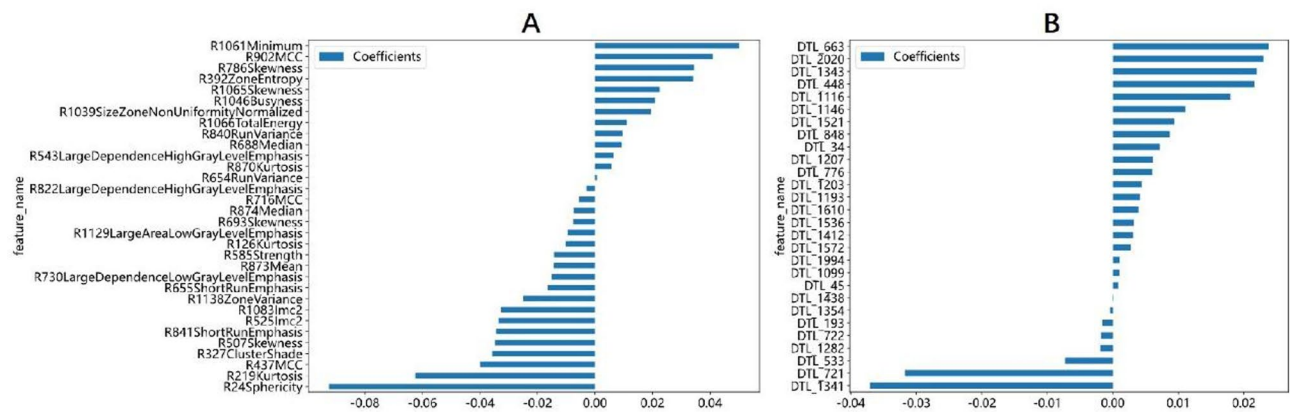 A
Coefficients
feature_name
R1061Minimum
R902MCC
R786Skewness
R392ZoneEntropy
R1065Skewness
R1046Busyness
R1039SizeZoneNonUniformityNormalized
R1066TotalEnergy
R840RunVariance
R688Median
R543LargeDependenceHighGrayLevelEmphasis
R870Kurtosis
R654RunVariance
R822LargeDependenceHighGrayLevelEmphasis
R716MCC
R874Median
R693Skewness
R1129LargeAreaLowGrayLevelEmphasis
R126Kurtosis
R585Strength
R873Mean
R730LargeDependenceLowGrayLevelEmphasis
R655ShortRunEmphasis
R1138ZoneVariance
R1083Imc2
R525Imc2
R841ShortRunEmphasis
R507Skewness
R327ClusterShade
R437MCC
R219Kurtosis
R24Sphericity
-0.08 -0.06 -0.04 -0.02 0.00 0.02 0.04
B
Coefficients
feature_name
DTL_663
DTL_2020
DTL_1343
DTL_448
DTL_1116
DTL_1146
DTL_1521
DTL_848
DTL_34
DTL_1207
DTL_776
DTL_1203
DTL_1193
DTL_1610
DTL_1536
DTL_1412
DTL_1572
DTL_1994
DTL_1099
DTL_45
DTL_1438
DTL_1354
DTL_193
DTL_722
DTL_1282
DTL_533
DTL_721
DTL_1341
-0.04 -0.03 -0.02 -0.01 0.00 0.01 0.02